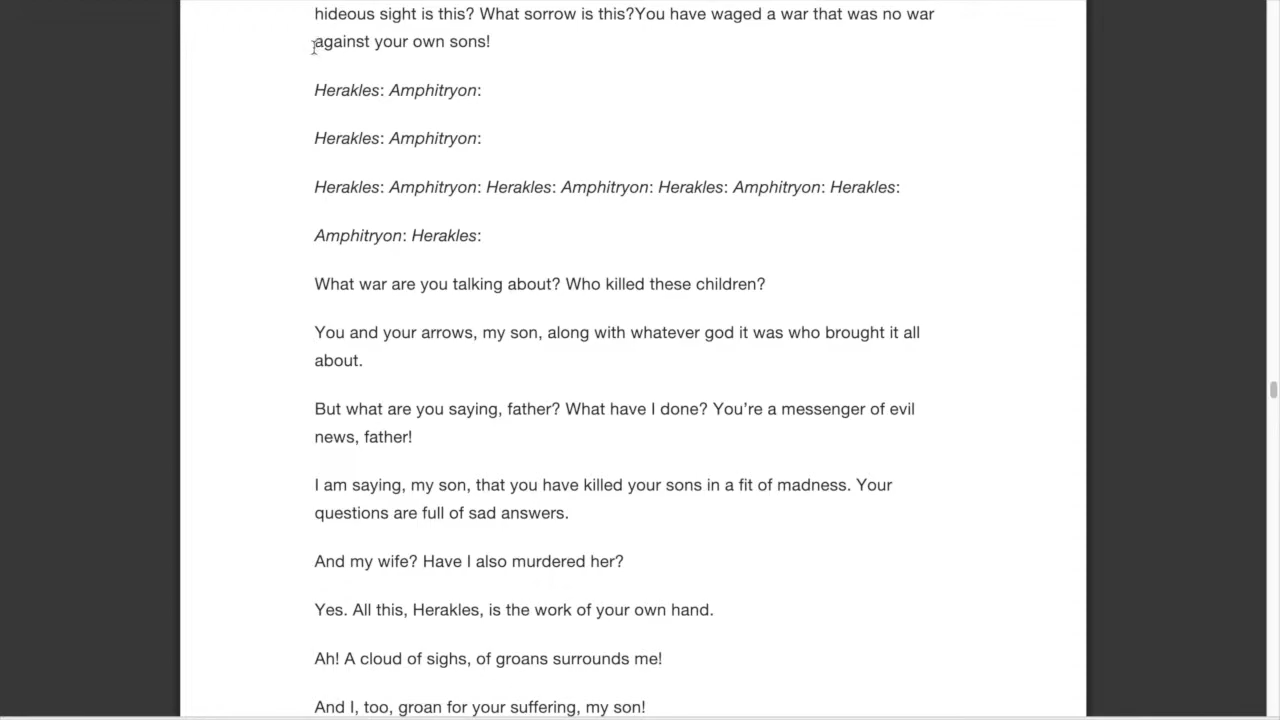 hideous sight is this? What sorrow is this?You have waged a war that was no war
against your own sons!
Herakles: Amphitryon:
Herakles: Amphitryon:
Herakles: Amphitryon: Herakles: Amphitryon: Herakles: Amphitryon: Herakles:
Amphitryon: Herakles:
What war are you talking about? Who killed these children?
You and your arrows, my son, along with whatever god it was who brought it all
about.
But what are you saying, father? What have I done? You’re a messenger of evil
news, father!
I am saying, my son, that you have killed your sons in a fit of madness. Your
questions are full of sad answers.
And my wife? Have I also murdered her?
Yes. All this, Herakles, is the work of your own hand.
Ah! A cloud of sighs, of groans surrounds me!
And I, too, groan for your suffering, my son!